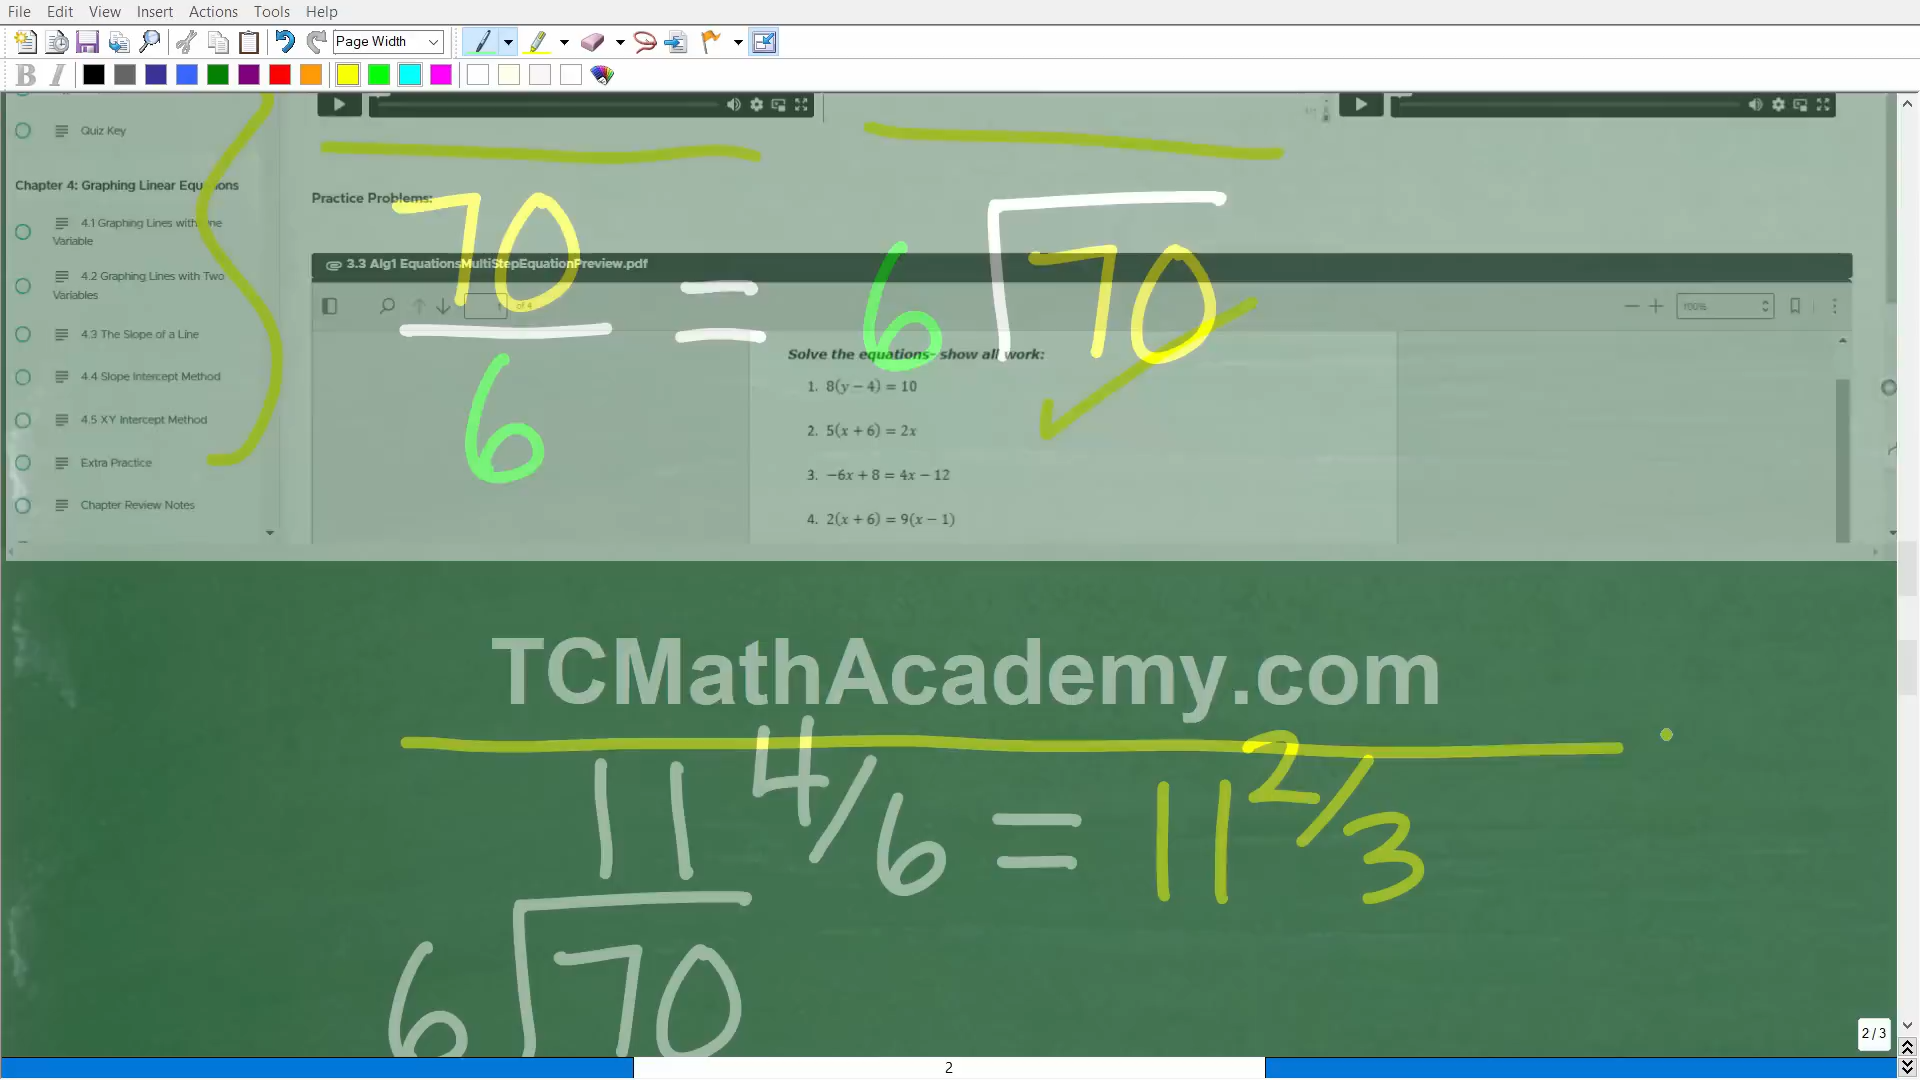 File Edit View Insert Actions Tools Help
Page Width
B I
Quiz Key
Chapter 4: Graphing Linear Equations
4.1 Graphing Lines with One
Variable
4.2 Graphing Lines with Two
Variables
4.3 The Slope of a Line
4.4 Slope Intercept Method
4.5 XY Intercept Method
Extra Practice
Chapter Review Notes
Practice Problems:
3.3 Alg1 EquationsMultiStepEquationPreview.pdf
1 of 4
100%
Solve the equations- show all work:
1. 8(y − 4) = 10
2. 5(x + 6) = 2x
3. −6x + 8 = 4x − 12
4. 2(x + 6) = 9(x − 1)
70
6
=
6 70
TCMathAcademy.com
11 4/6 = 11 2/3
6 70
2 / 3
2